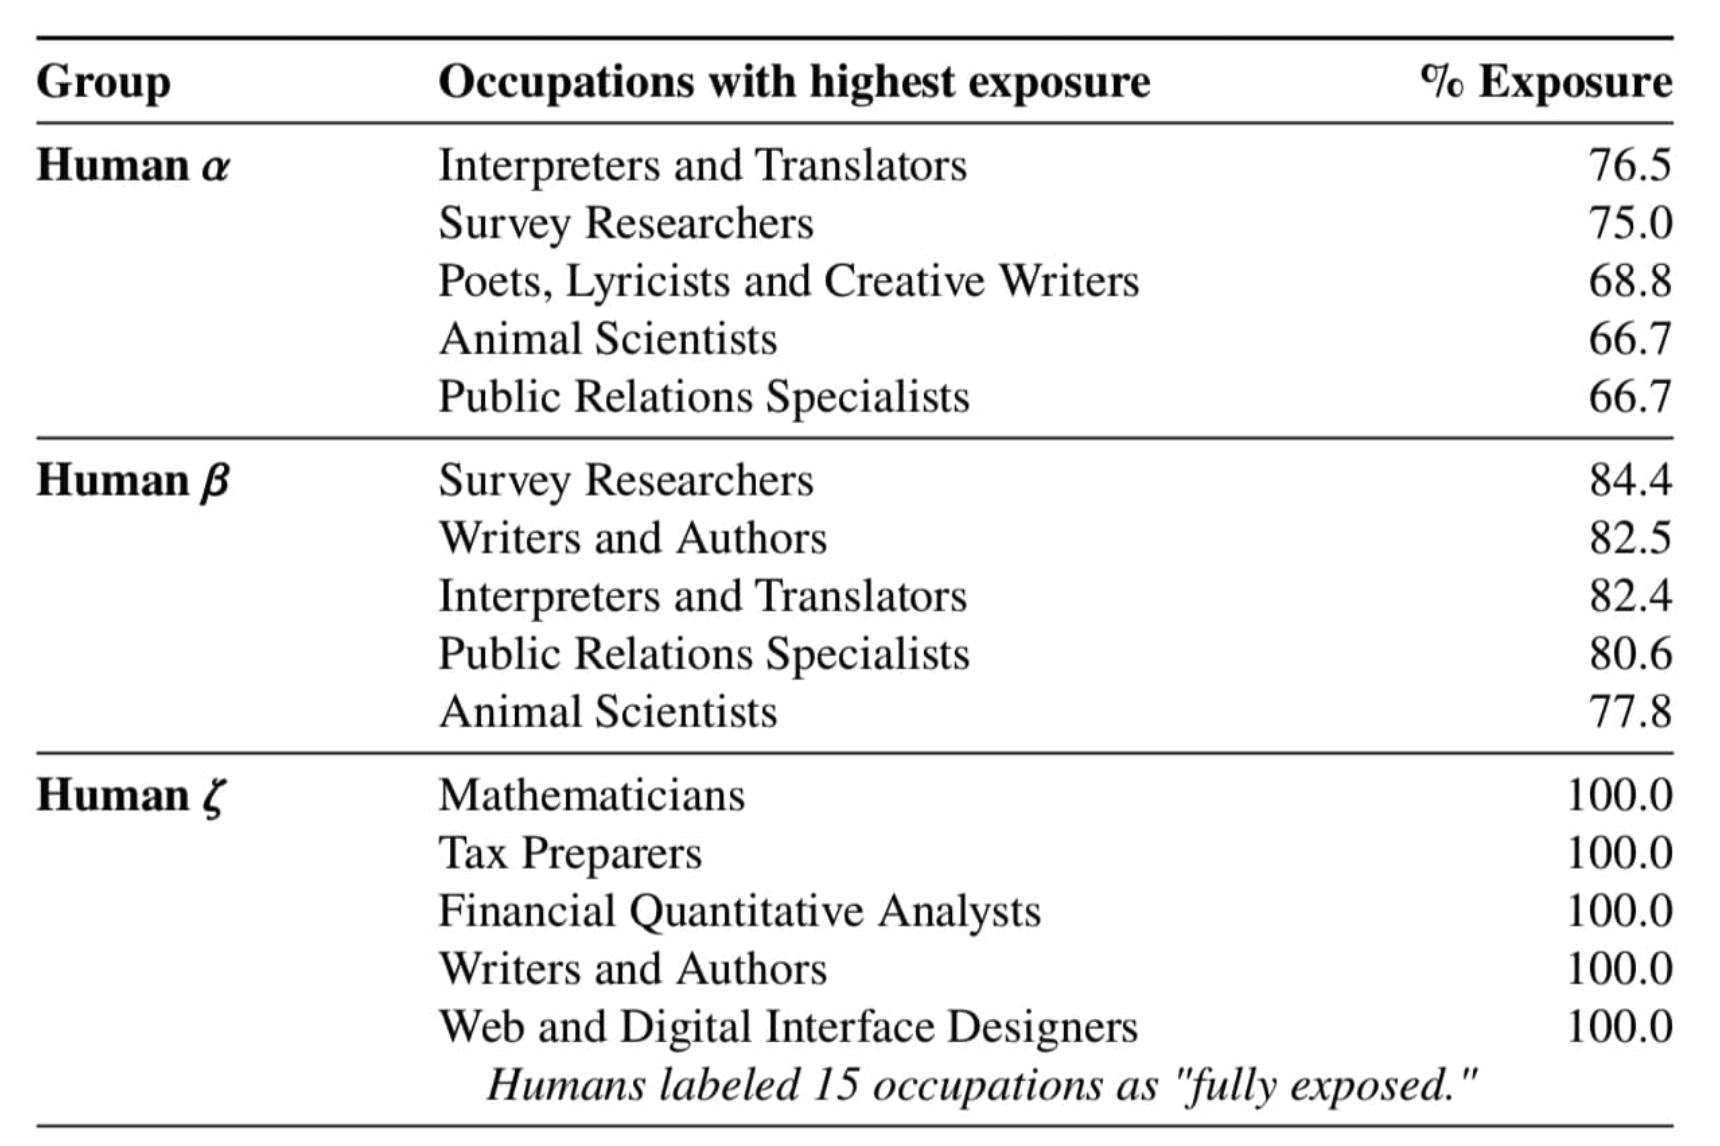 Group Occupations with highest exposure % Exposure
Human α Interpreters and Translators 76.5
Survey Researchers 75.0
Poets, Lyricists and Creative Writers 68.8
Animal Scientists 66.7
Public Relations Specialists 66.7
Human β Survey Researchers 84.4
Writers and Authors 82.5
Interpreters and Translators 82.4
Public Relations Specialists 80.6
Animal Scientists 77.8
Human ζ Mathematicians 100.0
Tax Preparers 100.0
Financial Quantitative Analysts 100.0
Writers and Authors 100.0
Web and Digital Interface Designers 100.0
Humans labeled 15 occupations as "fully exposed."